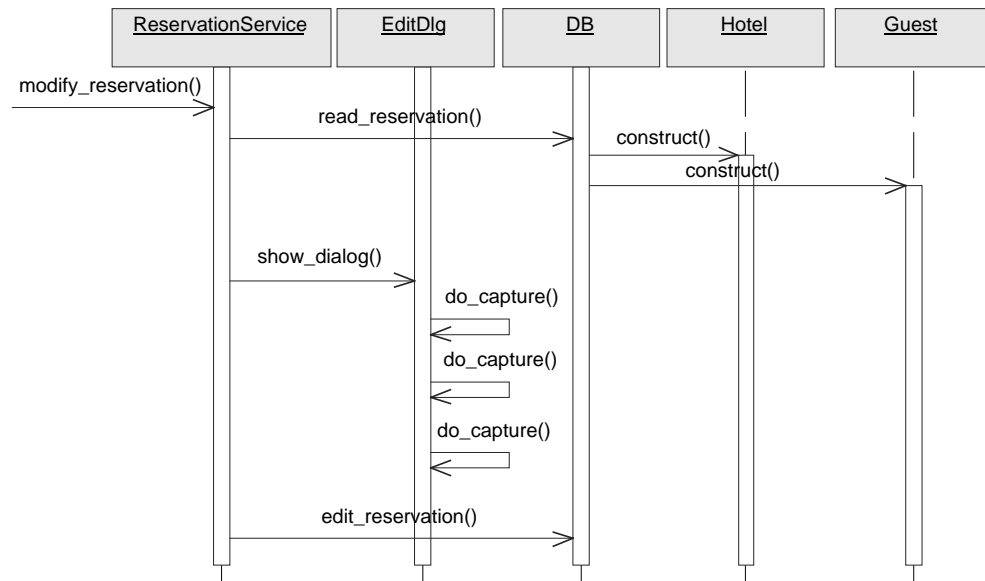 ReservationService
EditDlg
DB
Hotel
Guest
modify_reservation()
read_reservation()
construct()
construct()
show_dialog()
do_capture()
do_capture()
do_capture()
edit_reservation()